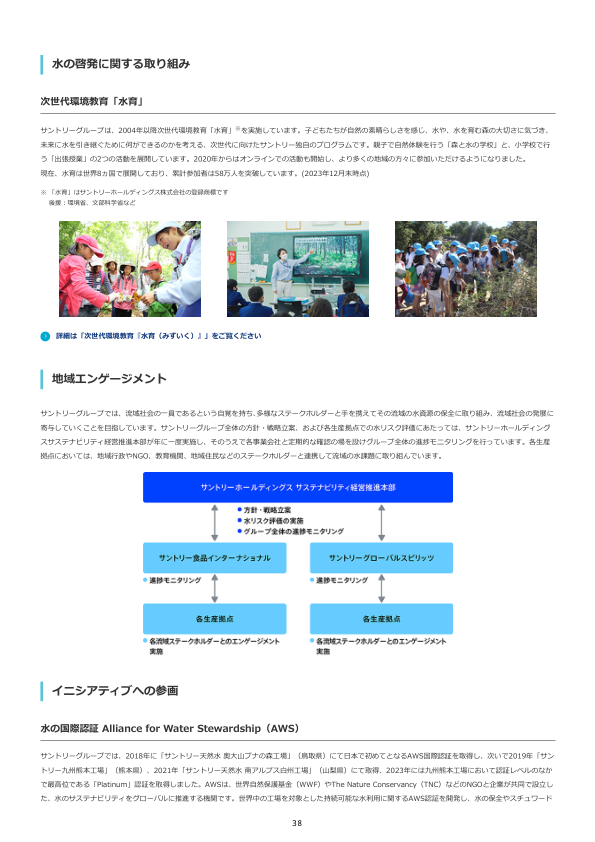 水の啓発に関する取り組み
次世代環境教育「水育」
サントリーグループは、2004年以降次世代環境教育「水育」※を実施しています。子どもたちが自然の素晴らしさを感じ、水や、水を育む森の大切さに気づき、
未来に水を引き継ぐために何ができるのかを考える、次世代に向けたサントリー独自のプログラムです。親子で自然体験を行う「森と水の学校」と、小学校で行
う「出張授業」の2つの活動を展開しています。2020年からはオンラインでの活動も開始し、より多くの地域の方々に参加いただけるようになりました。
現在、水育は世界8ヵ国で展開しており、累計参加者は58万人を突破しています。(2023年12月末時点)
※ 「水育」はサントリーホールディングス株式会社の登録商標です
後援：環境省、文部科学省など
詳細は「次世代環境教育『水育（みずいく）』」をご覧ください
地域エンゲージメント
サントリーグループでは、流域社会の一員であるという自覚を持ち、多様なステークホルダーと手を携えてその流域の水資源の保全に取り組み、流域社会の発展に
寄与していくことを目指しています。サントリーグループ全体の方針・戦略立案、および各生産拠点での水リスク評価にあたっては、サントリーホールディング
スサステナビリティ経営推進本部が年に一度実施し、そのうえで各事業会社と定期的な確認の場を設けグループ全体の進捗モニタリングを行っています。各生産
拠点においては、地域行政やNGO、教育機関、地域住民などのステークホルダーと連携して流域の水課題に取り組んでいます。
サントリーホールディングス サステナビリティ経営推進本部
● 方針・戦略立案
● 水リスク評価の実施
● グループ全体の進捗モニタリング
サントリー食品インターナショナル
サントリーグローバルスピリッツ
● 進捗モニタリング
● 進捗モニタリング
各生産拠点
各生産拠点
● 各流域ステークホルダーとのエンゲージメント
実施
● 各流域ステークホルダーとのエンゲージメント
実施
イニシアティブへの参画
水の国際認証 Alliance for Water Stewardship（AWS）
サントリーグループでは、2018年に「サントリー天然水 奥大山ブナの森工場」（鳥取県）にて日本で初めてとなるAWS国際認証を取得し、次いで2019年「サン
トリー九州熊本工場」（熊本県）、2021年「サントリー天然水 南アルプス白州工場」（山梨県）にて取得、2023年には九州熊本工場において認証レベルのなか
で最高位である「Platinum」認証を取得しました。AWSは、世界自然保護基金（WWF）やThe Nature Conservancy（TNC）などのNGOと企業が共同で設立し
た、水のサステナビリティをグローバルに推進する機関です。世界中の工場を対象とした持続可能な水利用に関するAWS認証を開発し、水の保全やスチュワード
38